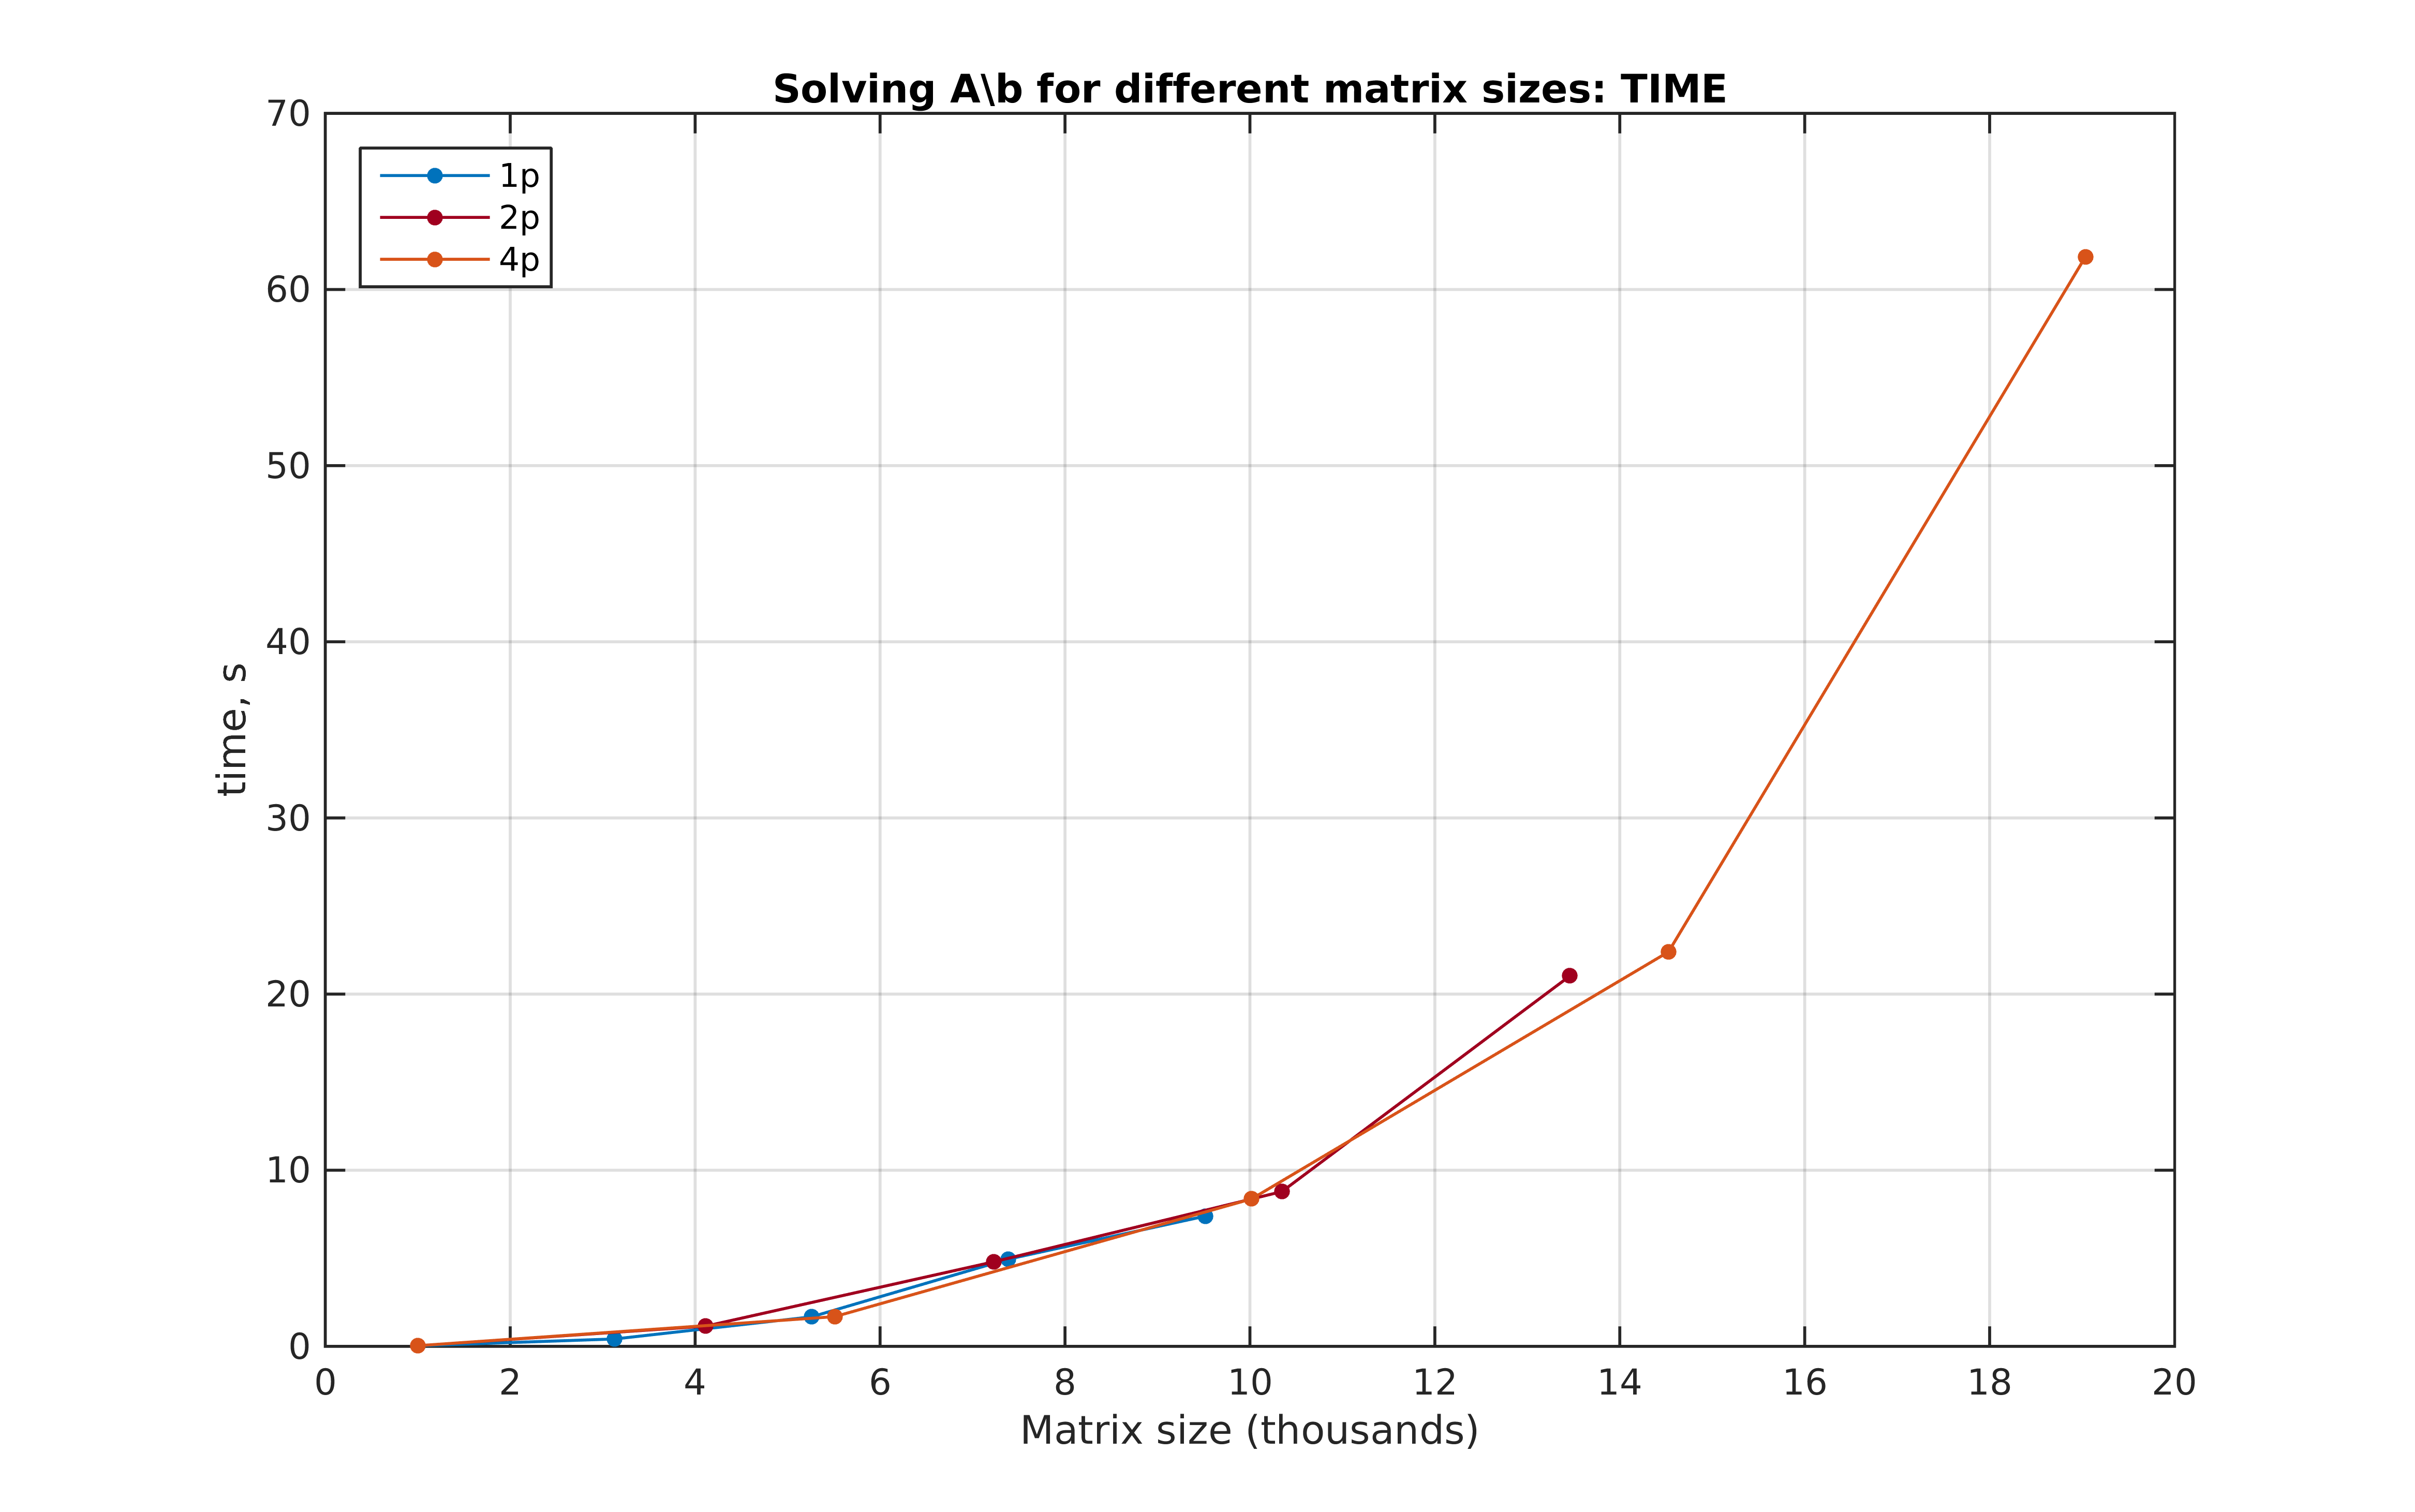 Solving A\b for different matrix sizes: TIME
70
60
50
40
30
20
10
0
1p
2p
4p
time, s
0 2 4 6 8 10 12 14 16 18 20
Matrix size (thousands)